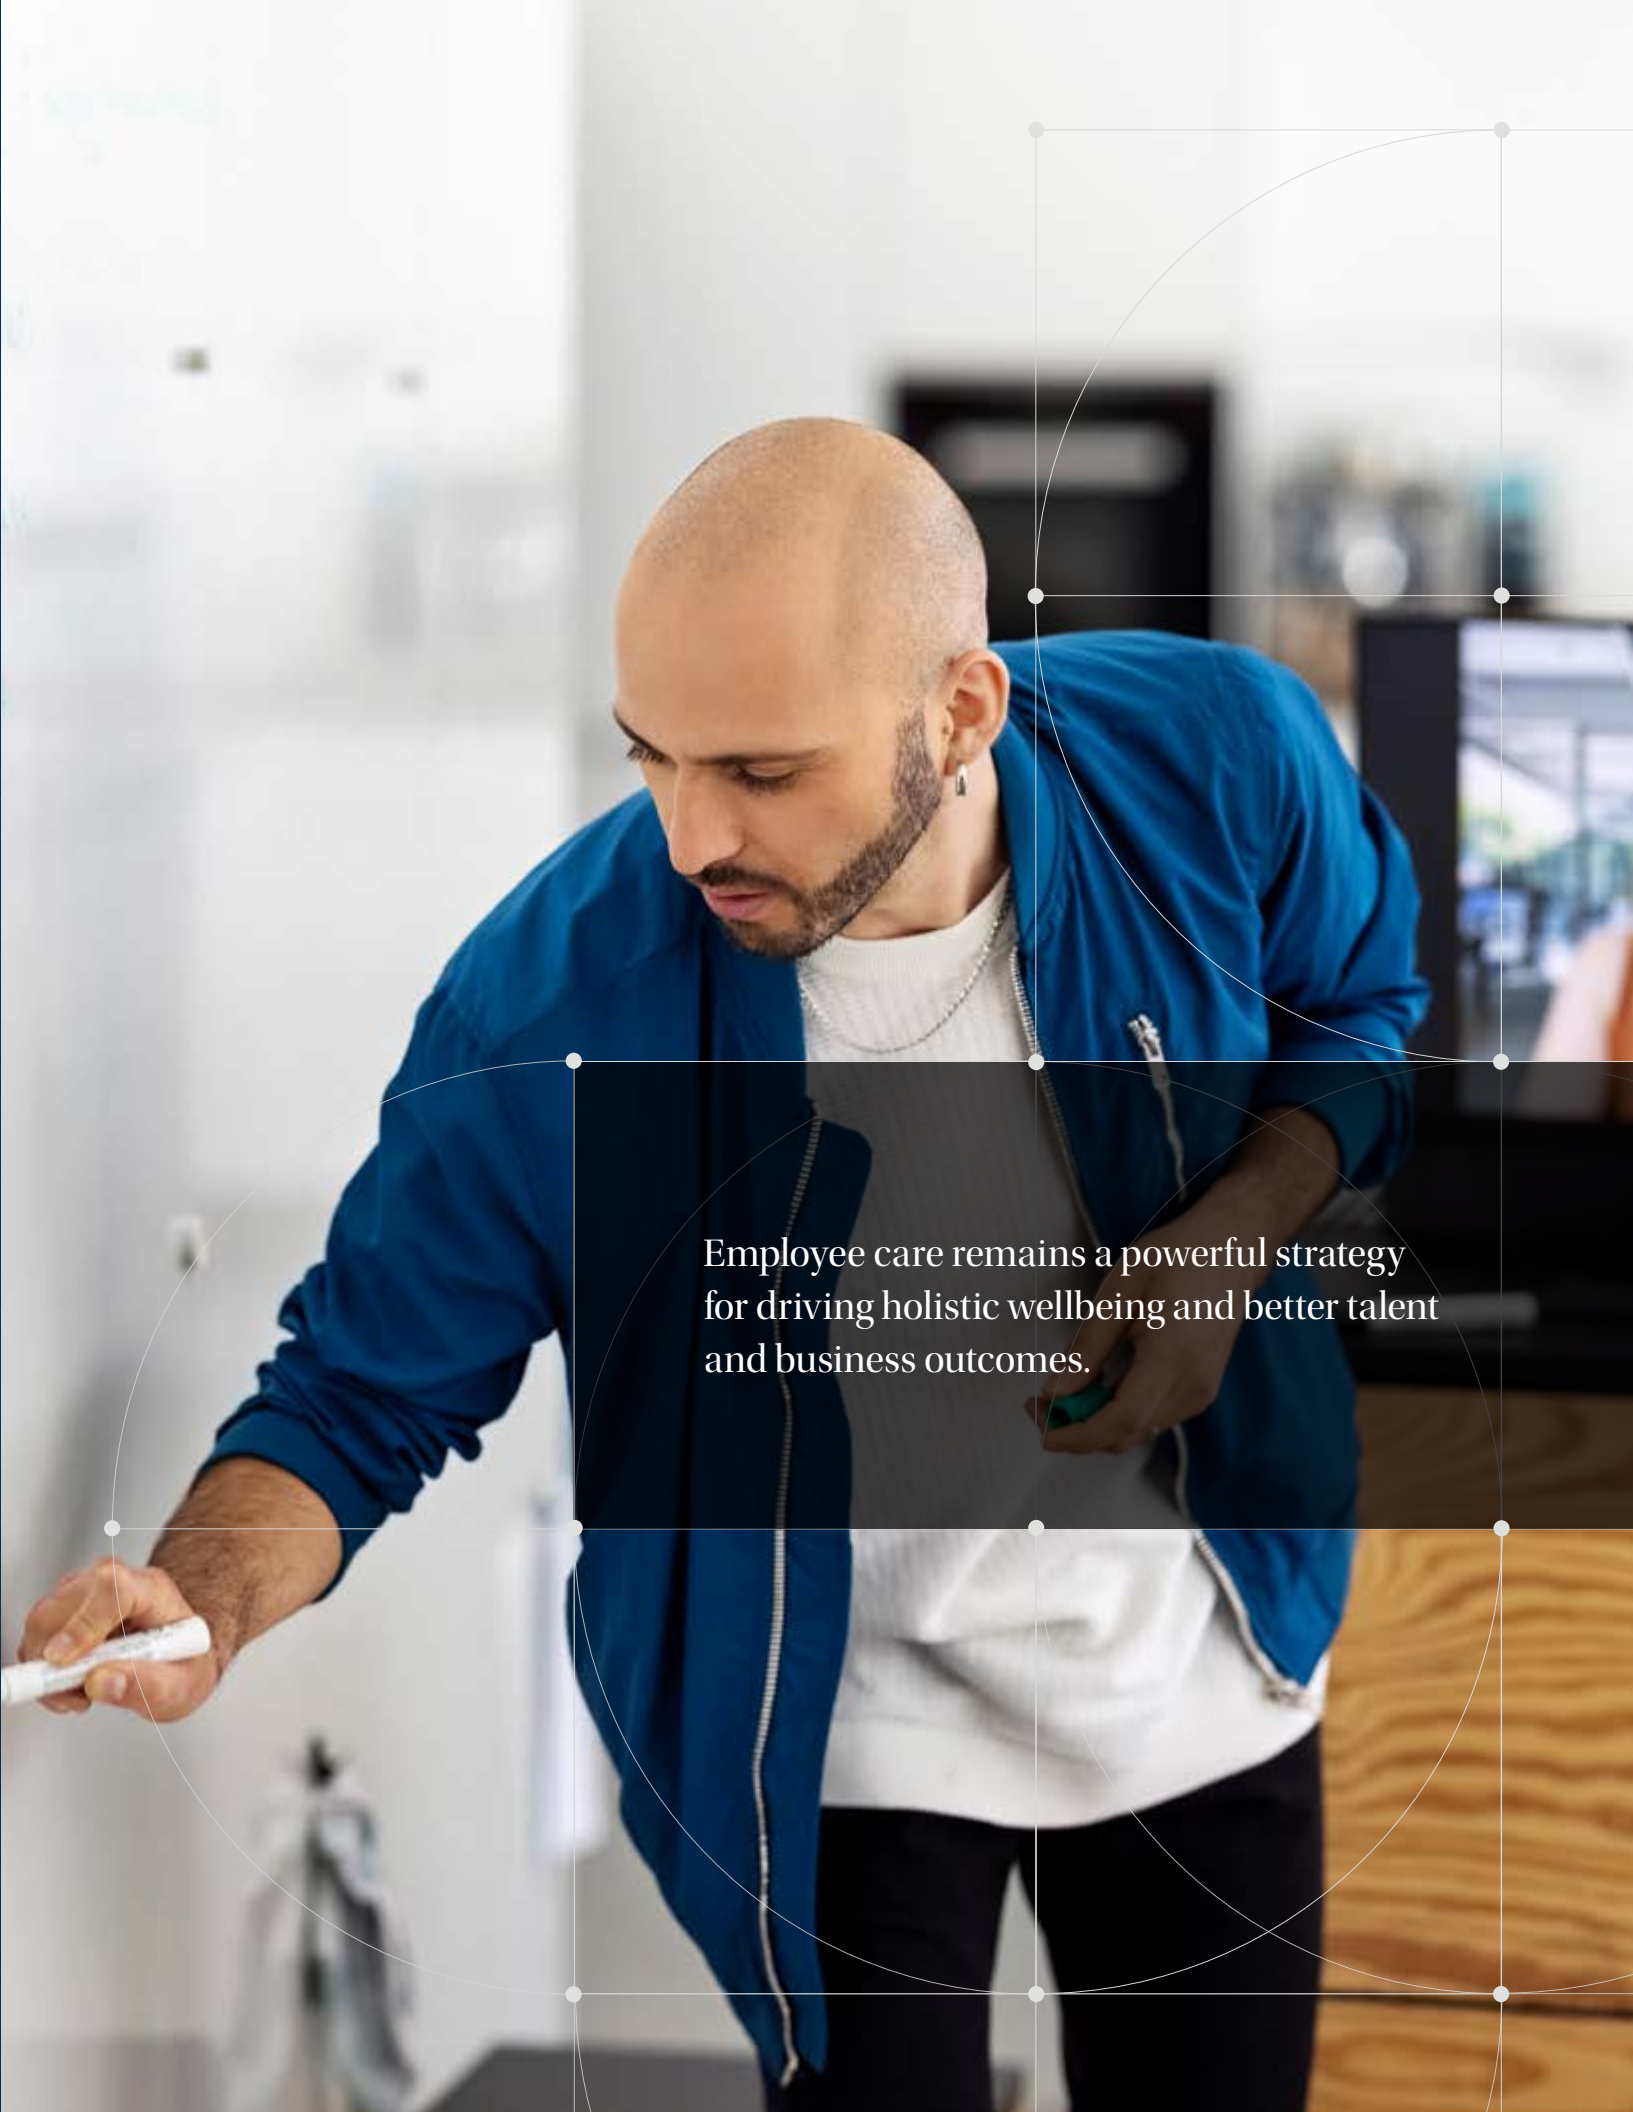 Employee care remains a powerful strategy
for driving holistic wellbeing and better talent
and business outcomes.